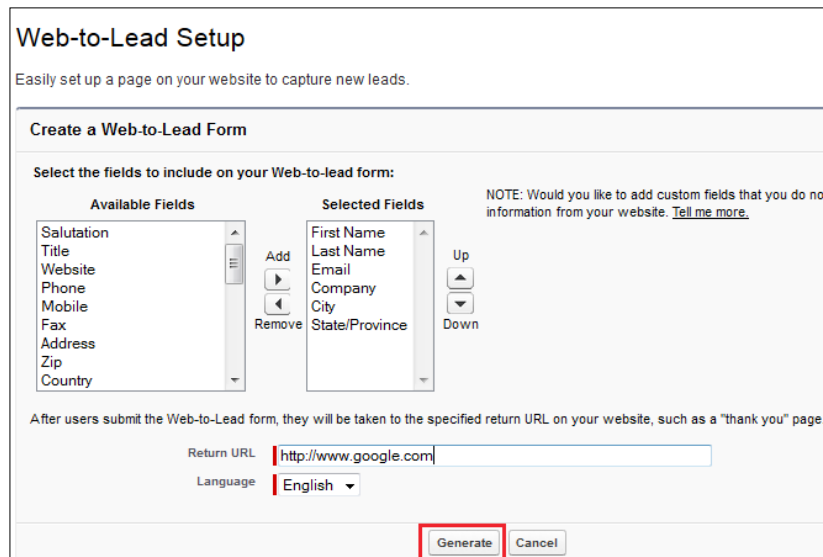 Web-to-Lead Setup
Easily set up a page on your website to capture new leads.
Create a Web-to-Lead Form
Select the fields to include on your Web-to-lead form:
Available Fields
Salutation
Title
Website
Phone
Mobile
Fax
Address
Zip
Country
Add
Remove
Selected Fields
First Name
Last Name
Email
Company
City
State/Province
Up
Down
NOTE: Would you like to add custom fields that you do
information from your website. Tell me more.
After users submit the Web-to-Lead form, they will be taken to the specified return URL on your website, such as a "thank you" page
Return URL http://www.google.com
Language English
Generate Cancel